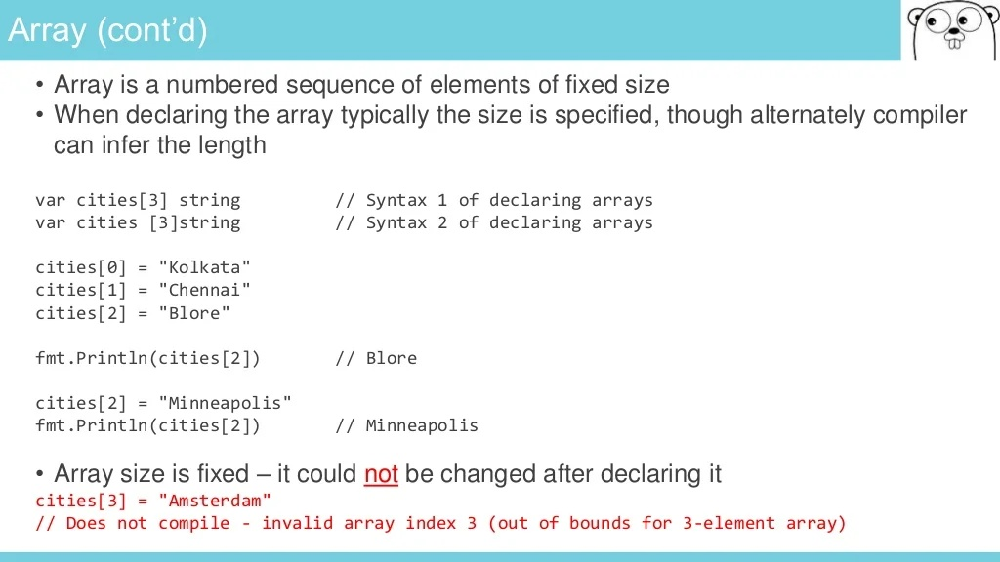 Array (cont’d)
• Array is a numbered sequence of elements of fixed size
• When declaring the array typically the size is specified, though alternately compiler
can infer the length
var cities[3] string // Syntax 1 of declaring arrays
var cities [3]string // Syntax 2 of declaring arrays
cities[0] = "Kolkata"
cities[1] = "Chennai"
cities[2] = "Blore"
fmt.Println(cities[2]) // Blore
cities[2] = "Minneapolis"
fmt.Println(cities[2]) // Minneapolis
• Array size is fixed – it could not be changed after declaring it
cities[3] = "Amsterdam"
// Does not compile - invalid array index 3 (out of bounds for 3-element array)